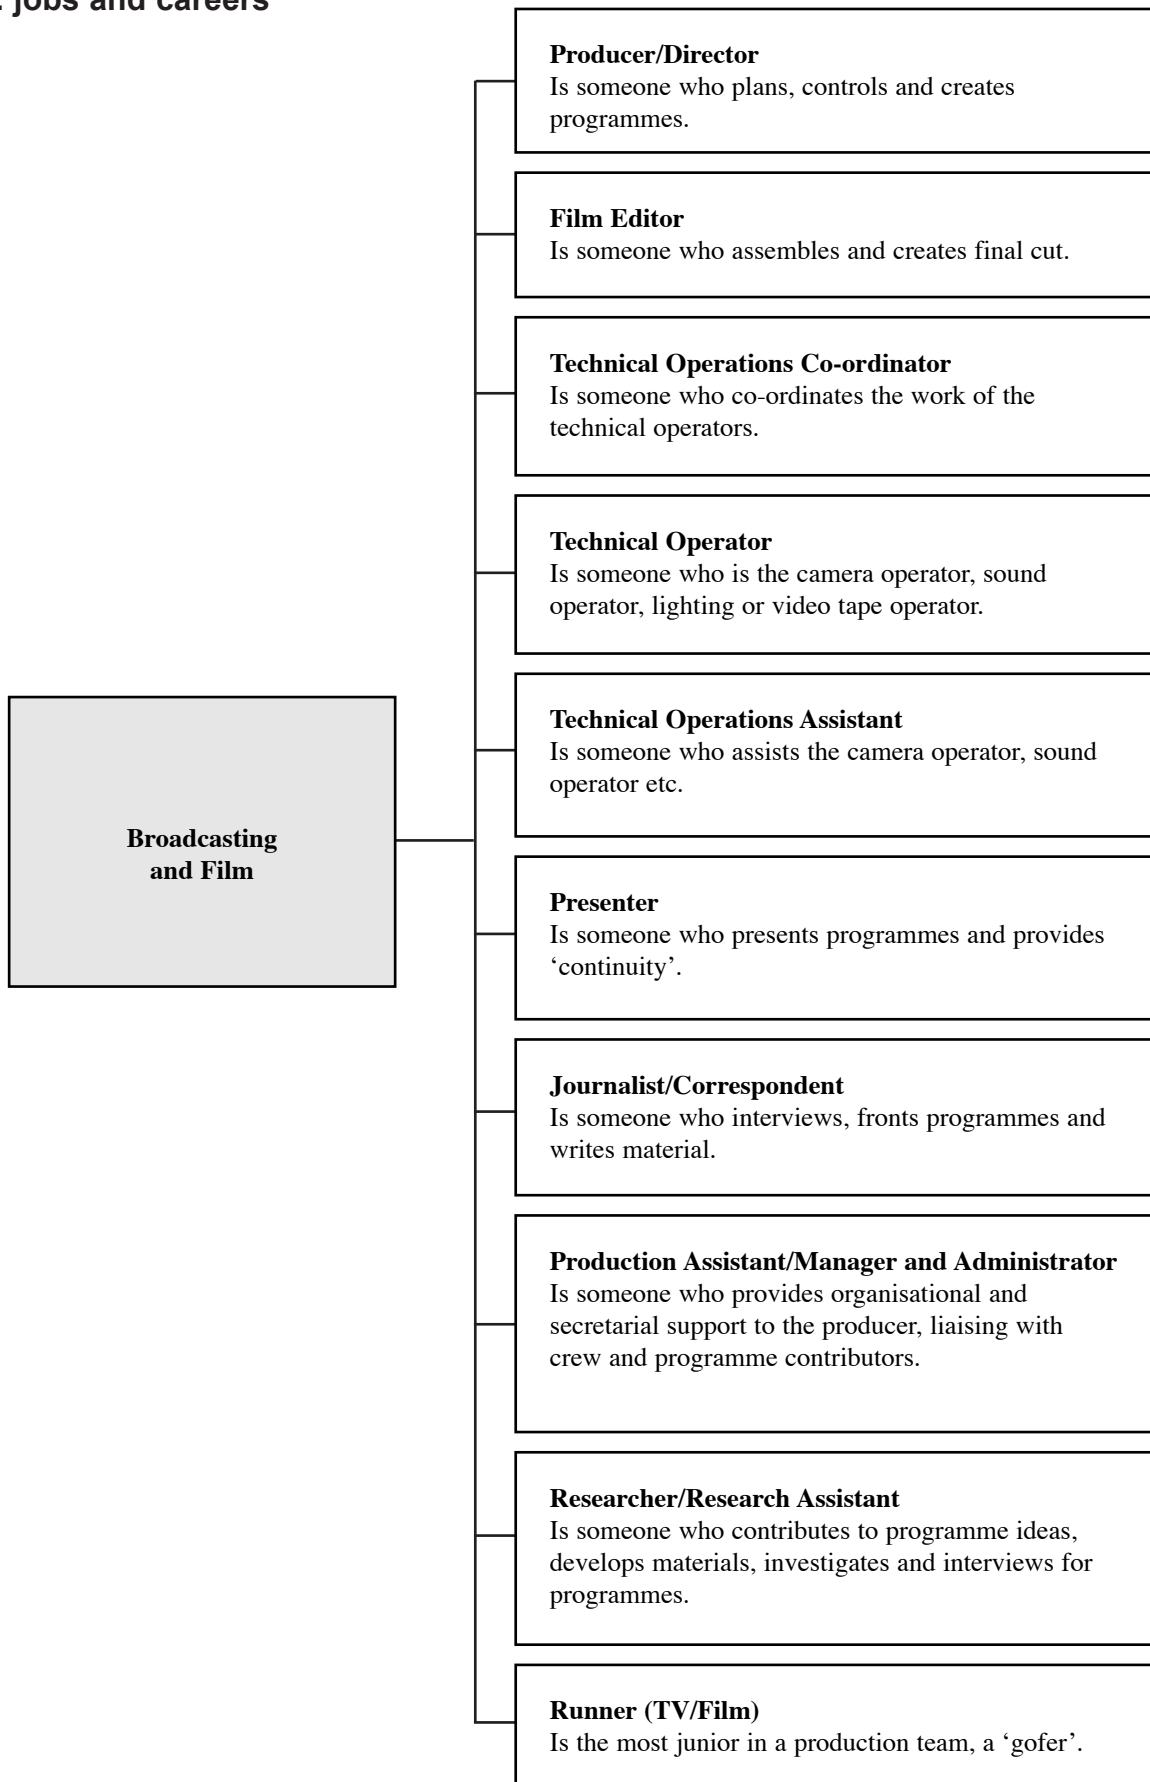 jobs and careers
Producer/Director
Is someone who plans, controls and creates
programmes.
Film Editor
Is someone who assembles and creates final cut.
Technical Operations Co-ordinator
Is someone who co-ordinates the work of the
technical operators.
Technical Operator
Is someone who is the camera operator, sound
operator, lighting or video tape operator.
Technical Operations Assistant
Is someone who assists the camera operator, sound
operator etc.
Broadcasting
and Film
Presenter
Is someone who presents programmes and provides
‘continuity’.
Journalist/Correspondent
Is someone who interviews, fronts programmes and
writes material.
Production Assistant/Manager and Administrator
Is someone who provides organisational and
secretarial support to the producer, liaising with
crew and programme contributors.
Researcher/Research Assistant
Is someone who contributes to programme ideas,
develops materials, investigates and interviews for
programmes.
Runner (TV/Film)
Is the most junior in a production team, a ‘gofer’.